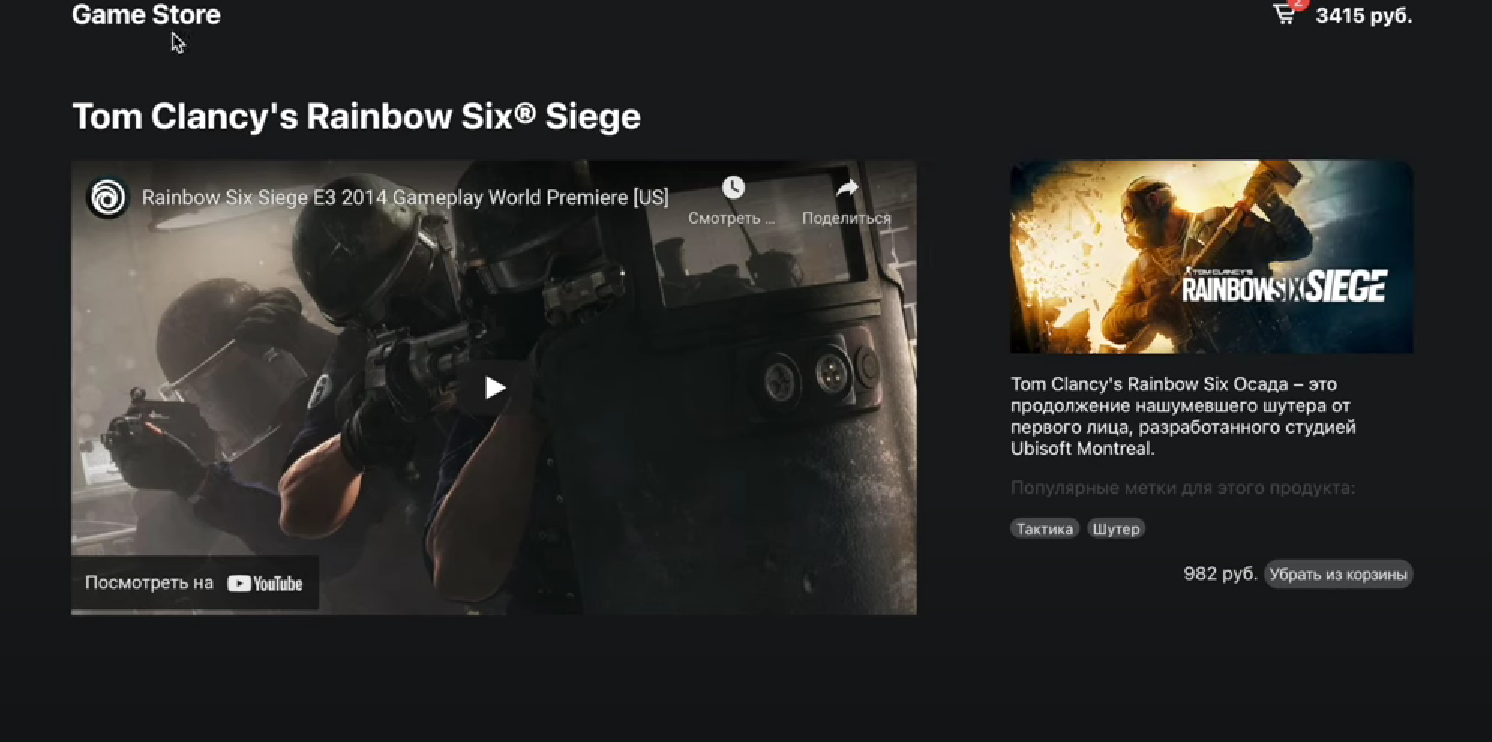 Game Store
2
3415 руб.
Tom Clancy's Rainbow Six® Siege
Rainbow Six Siege E3 2014 Gameplay World Premiere [US]
Смотреть ...
Поделиться
TOM CLANCY'S
RAINBOWSIXSIEGE
Tom Clancy's Rainbow Six Осада – это
продолжение нашумевшего шутера от
первого лица, разработанного студией
Ubisoft Montreal.
Популярные метки для этого продукта:
Тактика
Шутер
982 руб.
Убрать из корзины
Посмотреть на
YouTube